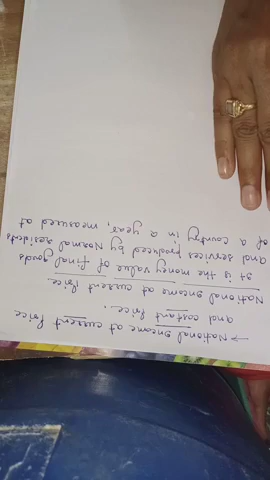 → National Income at current Price
and constant Price.
National Income at current Price
It is the money value of final goods
and services produced by Normal residents
of a country in a year, measured at